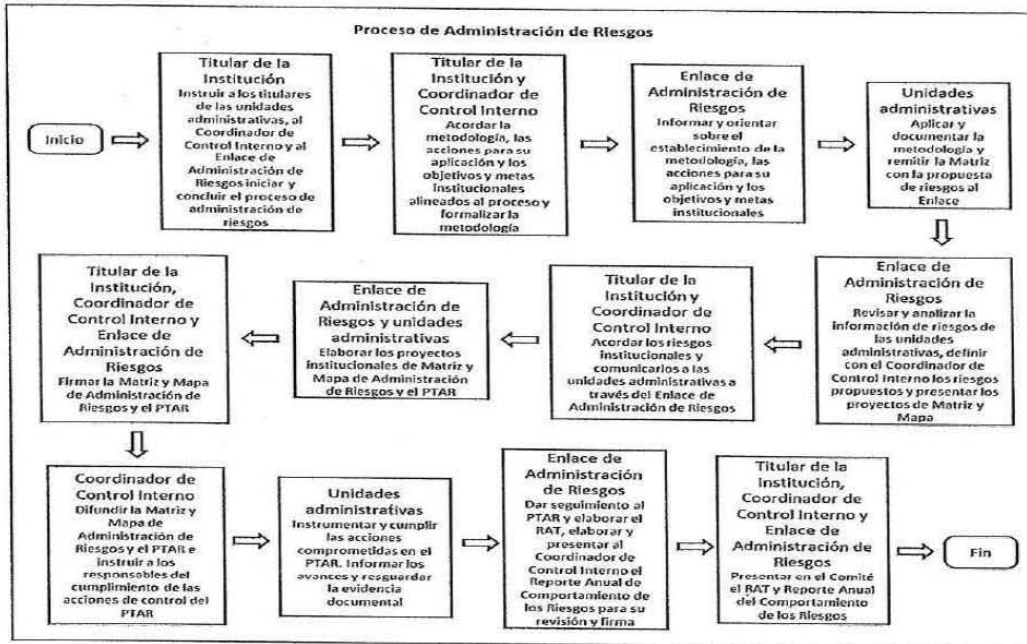 Proceso de Administración de Riesgos
Inicio
Titular de la
Institución
Instruir a los titulares
de las unidades
administrativas, al
Coordinador de
Control Interno y al
Enlace de
Administración de
Riesgos iniciar y
concluir el proceso de
administración de
riesgos
Titular de la
Institución y
Coordinador de
Control Interno
Acordar la
metodología, las
acciones para su
aplicación y los
objetivos y metas
institucionales
alineados al proceso y
formalizar la
metodología
Enlace de
Administración de
Riesgos
Informar y orientar
sobre el
establecimiento de la
metodología, las
acciones para su
aplicación y los
objetivos y metas
institucionales
Unidades
administrativas
Aplicar y
documentar la
metodología y
remitir la Matriz
con la propuesta
de riesgos al
Enlace
Enlace de
Administración de
Riesgos
Revisar y analizar la
información de riesgos de
las unidades
administrativas, definir
con el Coordinador de
Control Interno los riesgos
propuestos y presentar los
proyectos de Matriz y
Mapa
Titular de la
Institución y
Coordinador de
Control Interno
Acordar los riesgos
institucionales y
comunicarlos a las
unidades administrativas a
través del Enlace de
Administración de Riesgos
Enlace de
Administración de
Riesgos y unidades
administrativas
Elaborar los proyectos
institucionales de Matriz y
Mapa de Administración
de Riesgos y el PTAR
Titular de la
Institución,
Coordinador de
Control Interno y
Enlace de
Administración de
Riesgos
Firmar la Matriz y Mapa
de Administración de
Riesgos y el PTAR
Coordinador de
Control Interno
Difundir la Matriz y
Mapa de
Administración de
Riesgos y el PTAR e
instruir a los
responsables del
cumplimiento de las
acciones de control del
PTAR
Unidades
administrativas
Instrumentar y cumplir
las acciones
comprometidas en el
PTAR. Informar los
avances y resguardar
la evidencia
documental
Enlace de
Administración
de Riesgos
Dar seguimiento al
PTAR y elaborar el
RAT, elaborar y
presentar al
Coordinador de
Control Interno el
Reporte Anual de
Comportamiento de
los Riesgos para su
revisión y firma
Titular de la
Institución,
Coordinador de
Control Interno y
Enlace de
Administración de
Riesgos
Presentar en el Comité
el RAT y Reporte Anual
del Comportamiento de
los Riesgos
Fin